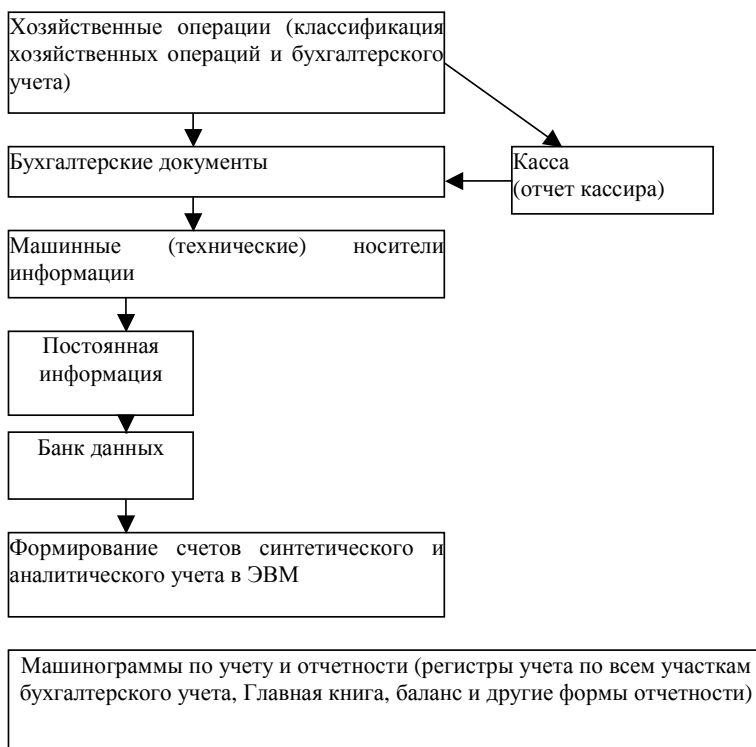 Хозяйственные операции (классификация
хозяйственных операций и бухгалтерского
учета)
Бухгалтерские документы
Касса
(отчет кассира)
Машинные (технические) носители
информации
Постоянная
информация
Банк данных
Формирование счетов синтетического и
аналитического учета в ЭВМ
Машинограммы по учету и отчетности (регистры учета по всем участкам
бухгалтерского учета, Главная книга, баланс и другие формы отчетности)